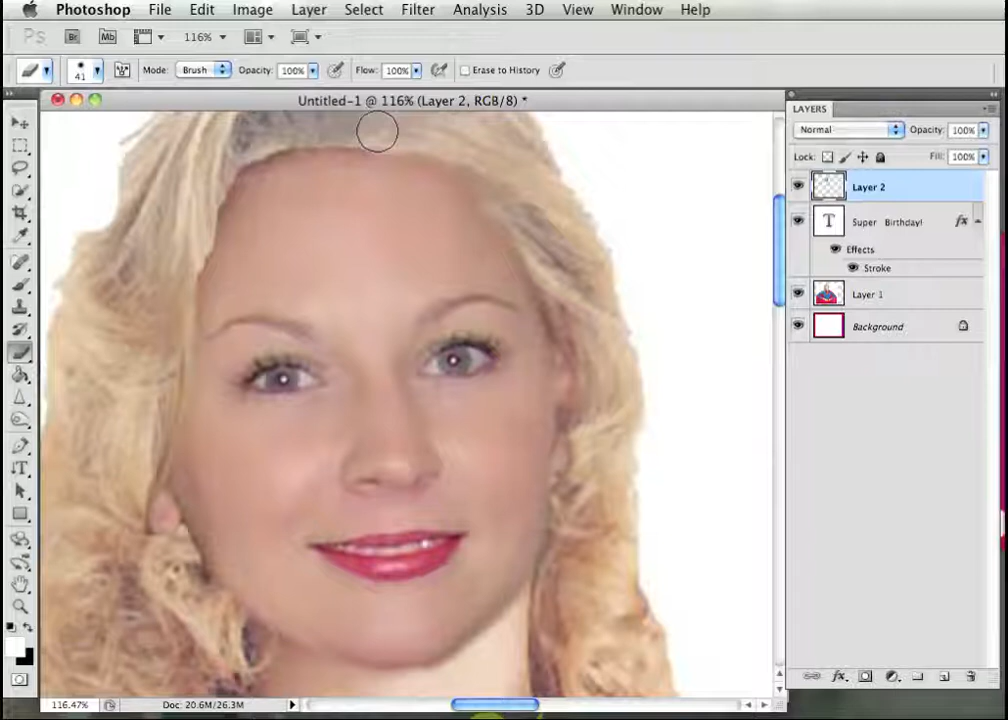 Photoshop File Edit Image Layer Select Filter Analysis 3D View Window Help
Ps Br Mb 116%
41 Mode: Brush Opacity: 100% Flow: 100% Erase to History
Untitled-1 @ 116% (Layer 2, RGB/8) *
LAYERS
Normal Opacity: 100%
Lock: Fill: 100%
Layer 2
T Super Birthday! fx
Effects
Stroke
Layer 1
Background
116.47% Doc: 20.6M/26.3M
fx